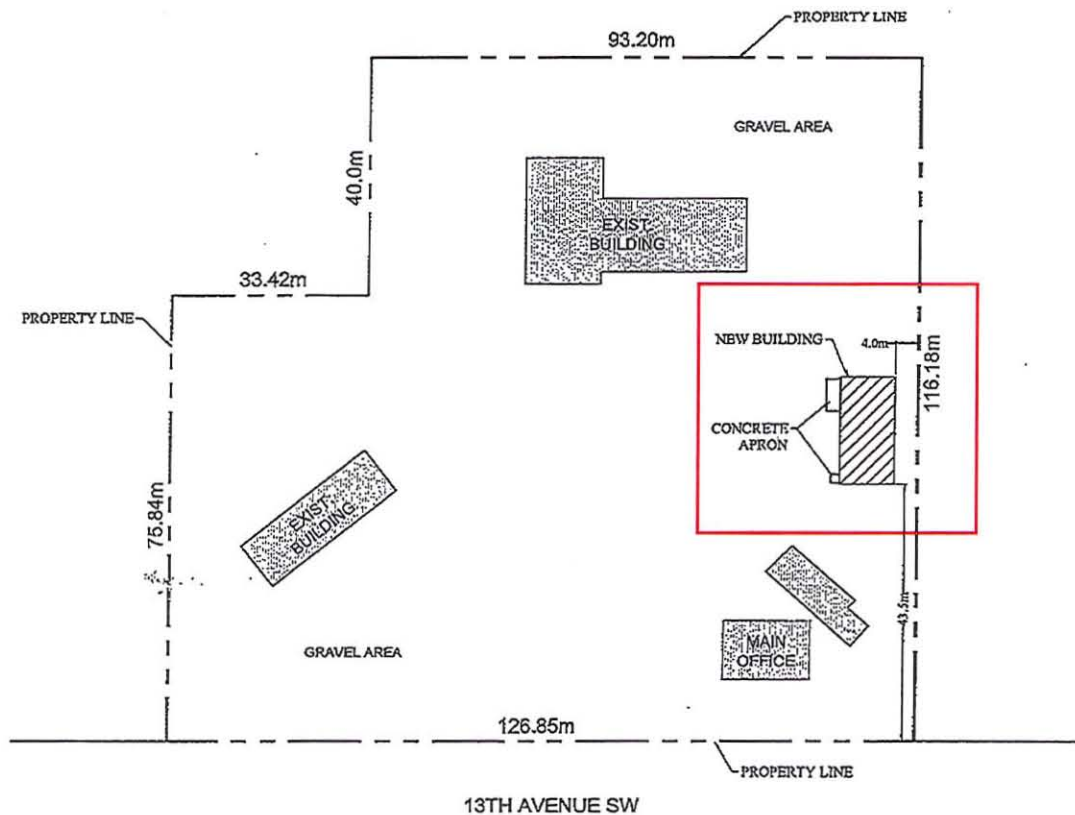 PROPERTY LINE
93.20m
GRAVEL AREA
40.0m
EXIST.
BUILDING
33.42m
PROPERTY LINE
NEW BUILDING
4.0m
116.18m
CONCRETE
APRON
75.84m
EXIST.
BUILDING
43.5m
MAIN
OFFICE
GRAVEL AREA
126.85m
PROPERTY LINE
13TH AVENUE SW